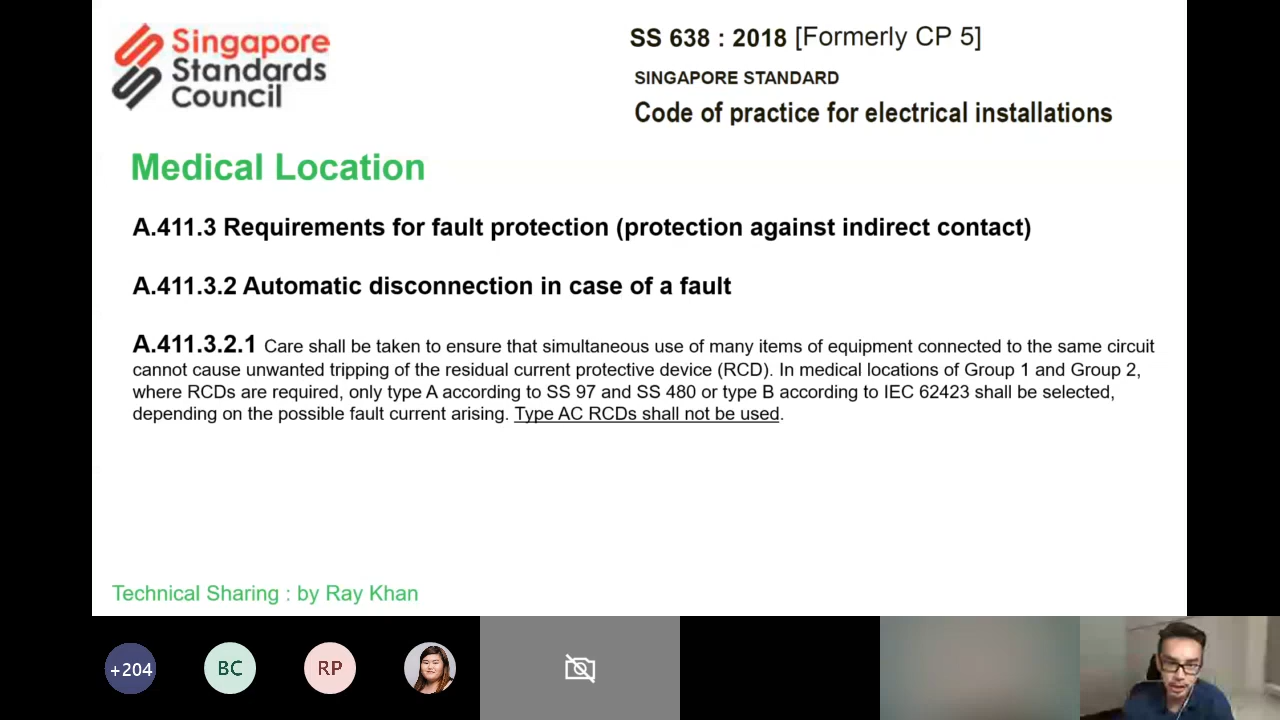 Singapore
Standards
Council
SS 638 : 2018 [Formerly CP 5]
SINGAPORE STANDARD
Code of practice for electrical installations
Medical Location
A.411.3 Requirements for fault protection (protection against indirect contact)
A.411.3.2 Automatic disconnection in case of a fault
A.411.3.2.1 Care shall be taken to ensure that simultaneous use of many items of equipment connected to the same circuit
cannot cause unwanted tripping of the residual current protective device (RCD). In medical locations of Group 1 and Group 2,
where RCDs are required, only type A according to SS 97 and SS 480 or type B according to IEC 62423 shall be selected,
depending on the possible fault current arising. Type AC RCDs shall not be used.
Technical Sharing : by Ray Khan
+204
BC
RP